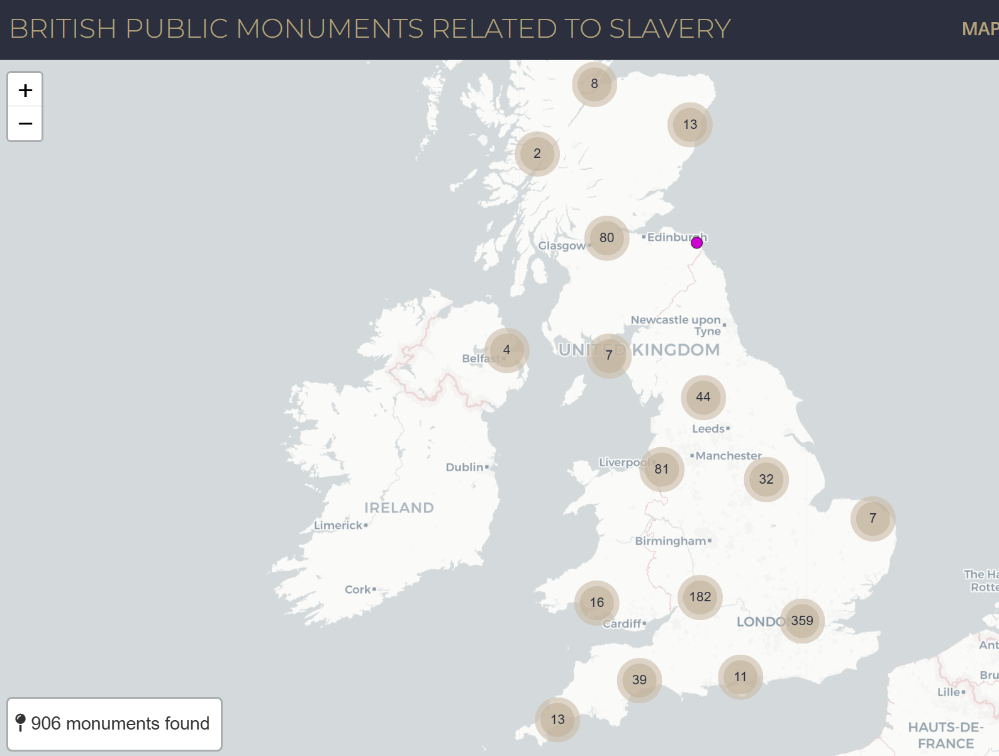 BRITISH PUBLIC MONUMENTS RELATED TO SLAVERY
MAP
+
−
8
13
2
80
Edinburgh
Glasgow
Newcastle upon
Tyne
UNITED KINGDOM
4
Belfast
7
44
Leeds
Manchester
Liverpool
81
32
Dublin
IRELAND
Limerick
7
Birmingham
The Ha
Rotte
Cork
16
182
Cardiff
LONDO
359
Ant
39
11
Bru
Lille
13
906 monuments found
HAUTS-DE-
FRANCE